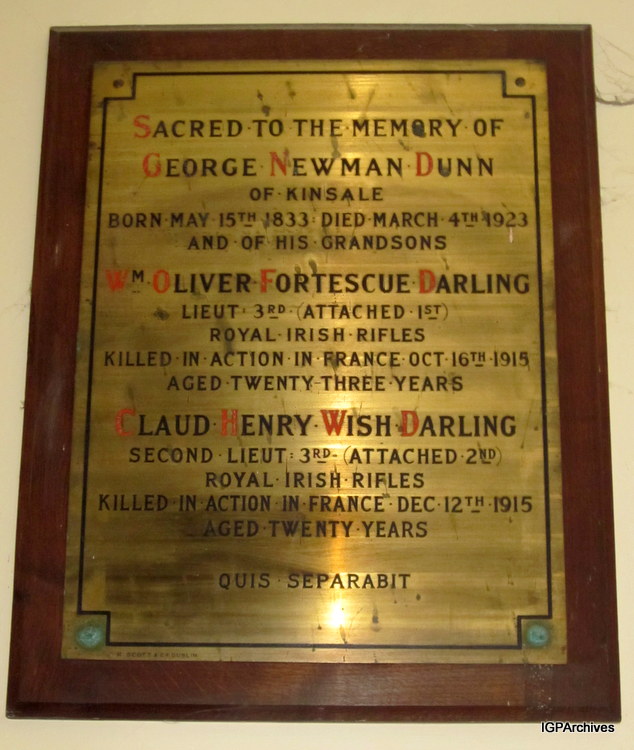 SACRED·TO·THE·MEMORY·OF
GEORGE·NEWMAN·DUNN
OF·KINSALE
BORN·MAY·15TH·1833·DIED·MARCH·4TH·1923
AND·OF·HIS·GRANDSONS
WM·OLIVER·FORTESCUE·DARLING
LIEUT·3RD·(ATTACHED·1ST)
ROYAL·IRISH·RIFLES
KILLED·IN·ACTION·IN·FRANCE·OCT·16TH·1915
AGED·TWENTY-THREE·YEARS
CLAUD·HENRY·WISH·DARLING
SECOND·LIEUT·3RD·(ATTACHED·2ND)
ROYAL·IRISH·RIFLES
KILLED·IN·ACTION·IN·FRANCE·DEC·12TH·1915
AGED·TWENTY·YEARS
QUIS·SEPARABIT
DUBLIN
IGPArchives